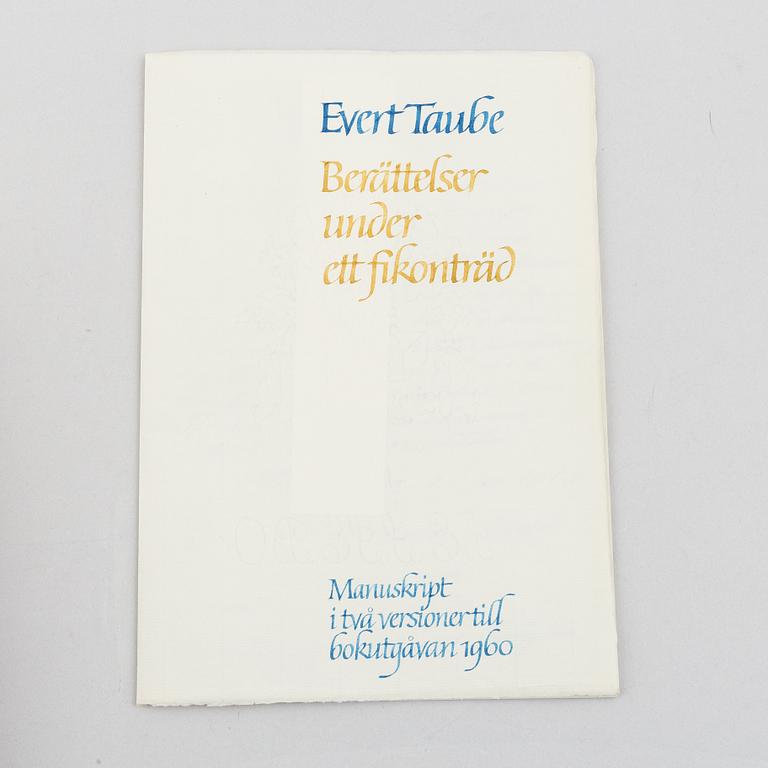 Evert Taube
Berättelser
under
ett fikonträd
Manuskript
i två versioner till
bokutgåvan 1960